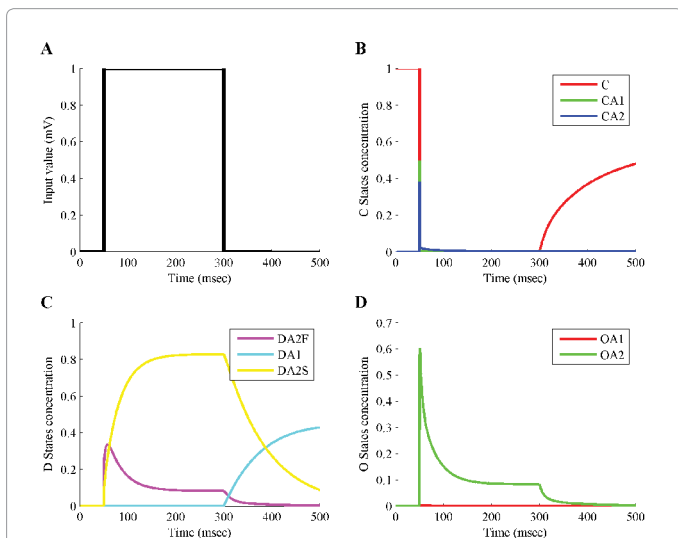 A
Input value (mV)
1
0.8
0.6
0.4
0.2
0
0 100 200 300 400 500
Time (msec)
B
C States concentration
1
0.8
0.6
0.4
0.2
0
C
CA1
CA2
0 100 200 300 400 500
Time (msec)
C
D States concentration
1
0.8
0.6
0.4
0.2
0
DA2F
DA1
DA2S
0 100 200 300 400 500
Time (msec)
D
O States concentration
0.7
0.6
0.5
0.4
0.3
0.2
0.1
0
OA1
OA2
0 100 200 300 400 500
Time (msec)